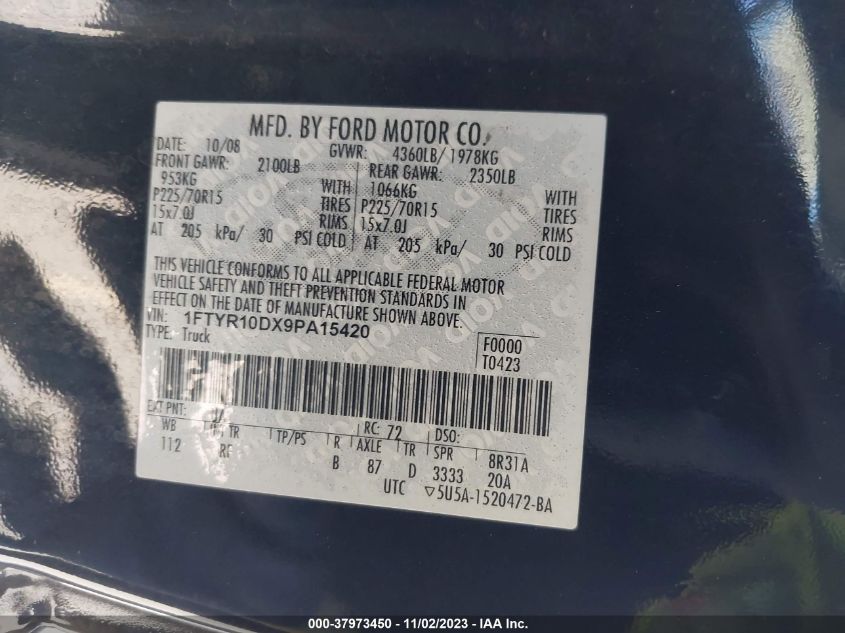 MFD. BY FORD MOTOR CO.
DATE: 10/08 GVWR: 4360LB/ 1978KG
FRONT GAWR: 2100LB REAR GAWR: 2350LB
953KG WITH 1066KG WITH
P225/70R15 TIRES P225/70R15 TIRES
15x7.0J RIMS 15x7.0J RIMS
AT 205 kPa/ 30 PSI COLD AT 205 kPa/ 30 PSI COLD
THIS VEHICLE CONFORMS TO ALL APPLICABLE FEDERAL MOTOR
VEHICLE SAFETY AND THEFT PREVENTION STANDARDS IN
EFFECT ON THE DATE OF MANUFACTURE SHOWN ABOVE.
VIN: 1FTYR10DX9PA15420
TYPE: Truck
F0000
T0423
EXT PNT: RC: 72 DSO:
WB TR TP/PS R AXLE TR SPR 8R31A
112 B 87 D 3333 20A
UTC ▽5U5A-1520472-BA
000-37973450 - 11/02/2023 - IAA Inc.